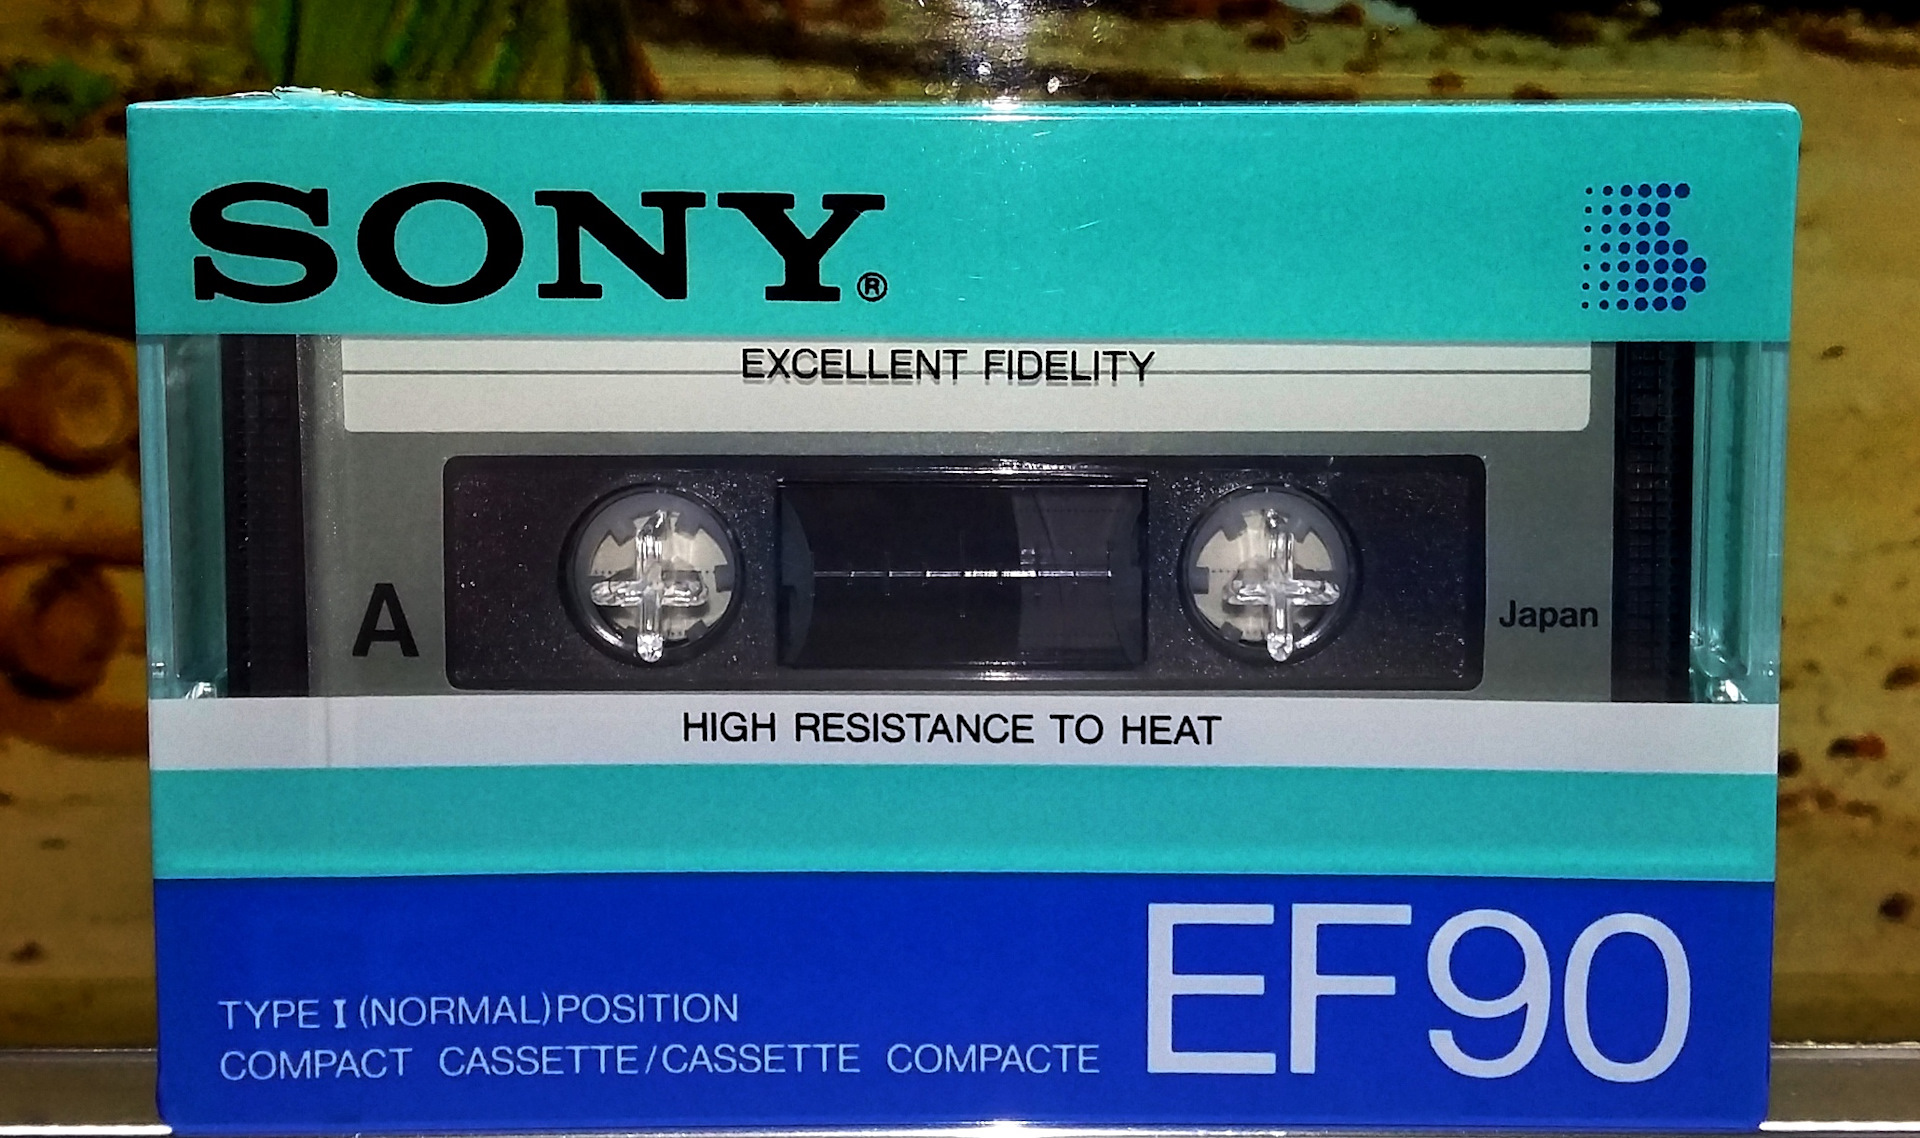 SONY®
EXCELLENT FIDELITY
A
Japan
HIGH RESISTANCE TO HEAT
EF90
TYPE I (NORMAL) POSITION
COMPACT CASSETTE/CASSETTE COMPACTE